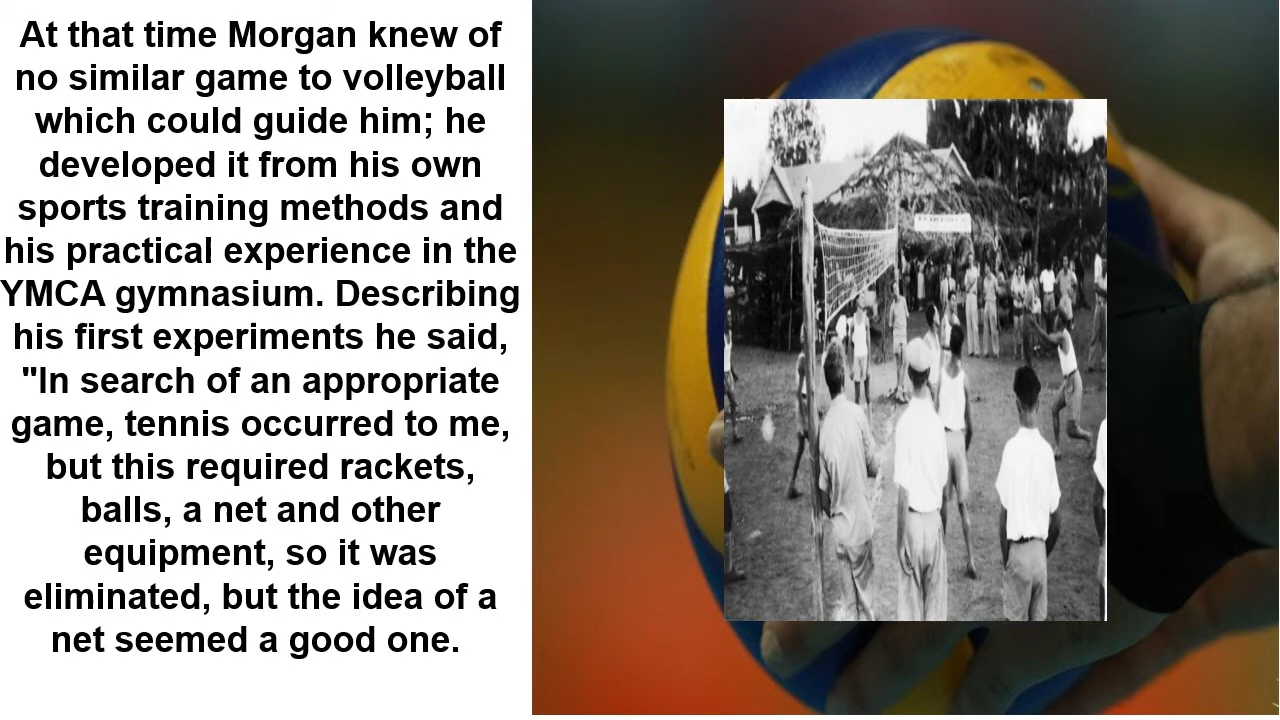 At that time Morgan knew of
no similar game to volleyball
which could guide him; he
developed it from his own
sports training methods and
his practical experience in the
YMCA gymnasium. Describing
his first experiments he said,
"In search of an appropriate
game, tennis occurred to me,
but this required rackets,
balls, a net and other
equipment, so it was
eliminated, but the idea of a
net seemed a good one.